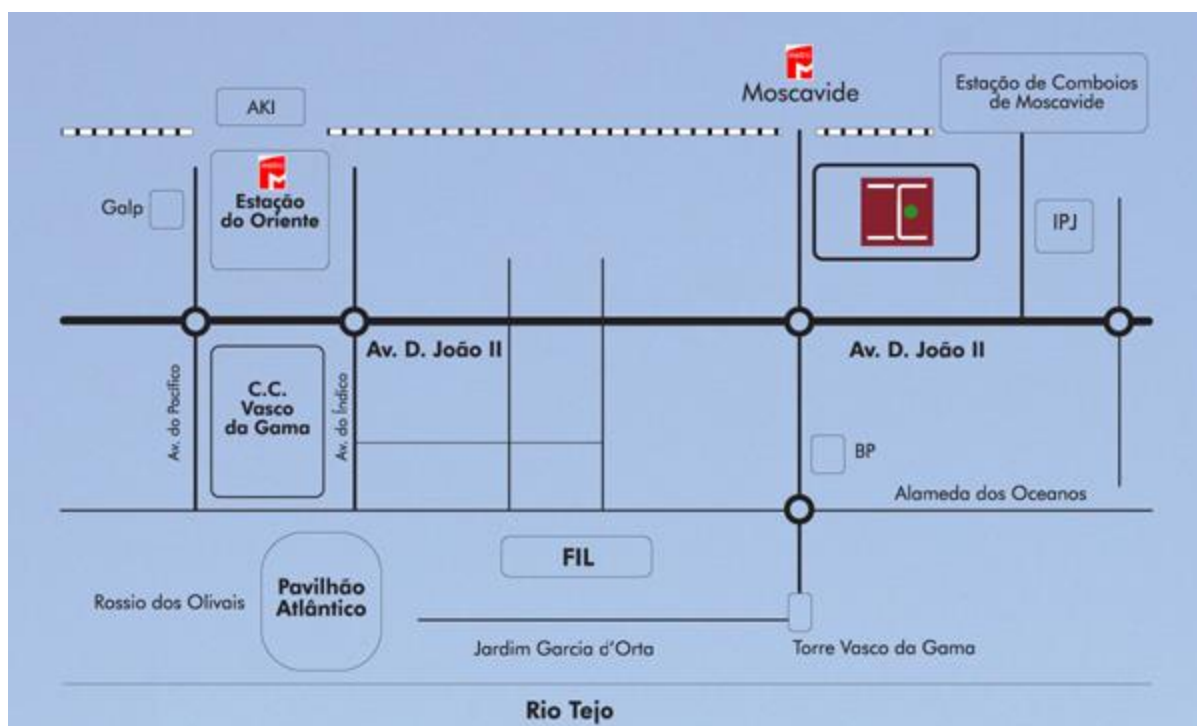 Moscavide
Estação de Comboios
de Moscavide
AKI
Galp
Estação
do Oriente
IPJ
Av. D. João II
Av. D. João II
Av. do Pacífico
C.C.
Vasco
da Gama
Av. do Índico
BP
Alameda dos Oceanos
FIL
Rossio dos Olivais
Pavilhão
Atlântico
Jardim Garcia d'Orta
Torre Vasco da Gama
Rio Tejo